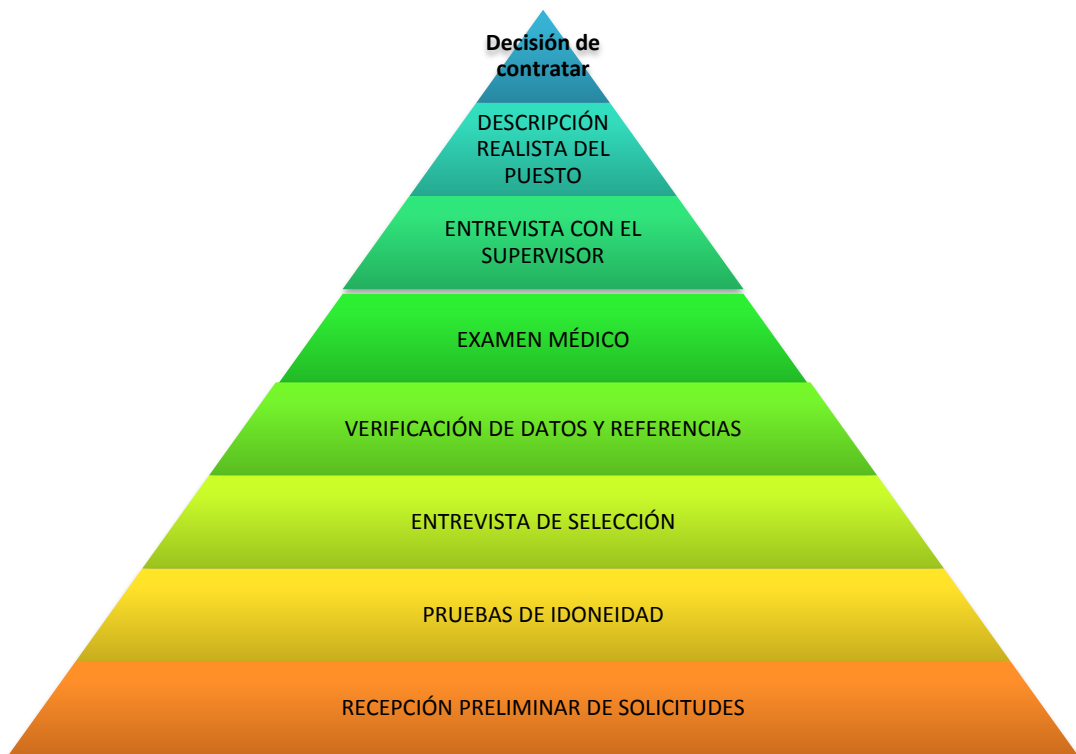 Decisión de
contratar
DESCRIPCIÓN
REALISTA DEL
PUESTO
ENTREVISTA CON EL
SUPERVISOR
EXAMEN MÉDICO
VERIFICACIÓN DE DATOS Y REFERENCIAS
ENTREVISTA DE SELECCIÓN
PRUEBAS DE IDONEIDAD
RECEPCIÓN PRELIMINAR DE SOLICITUDES